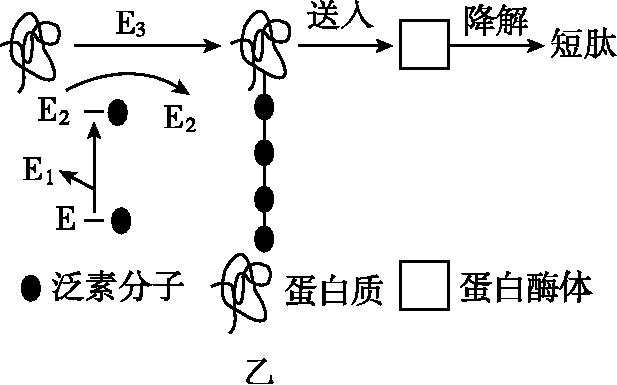 E₃ 送入 降解 短肽
E₂ E₂
E₁
E
泛素分子 蛋白质 蛋白酶体
乙